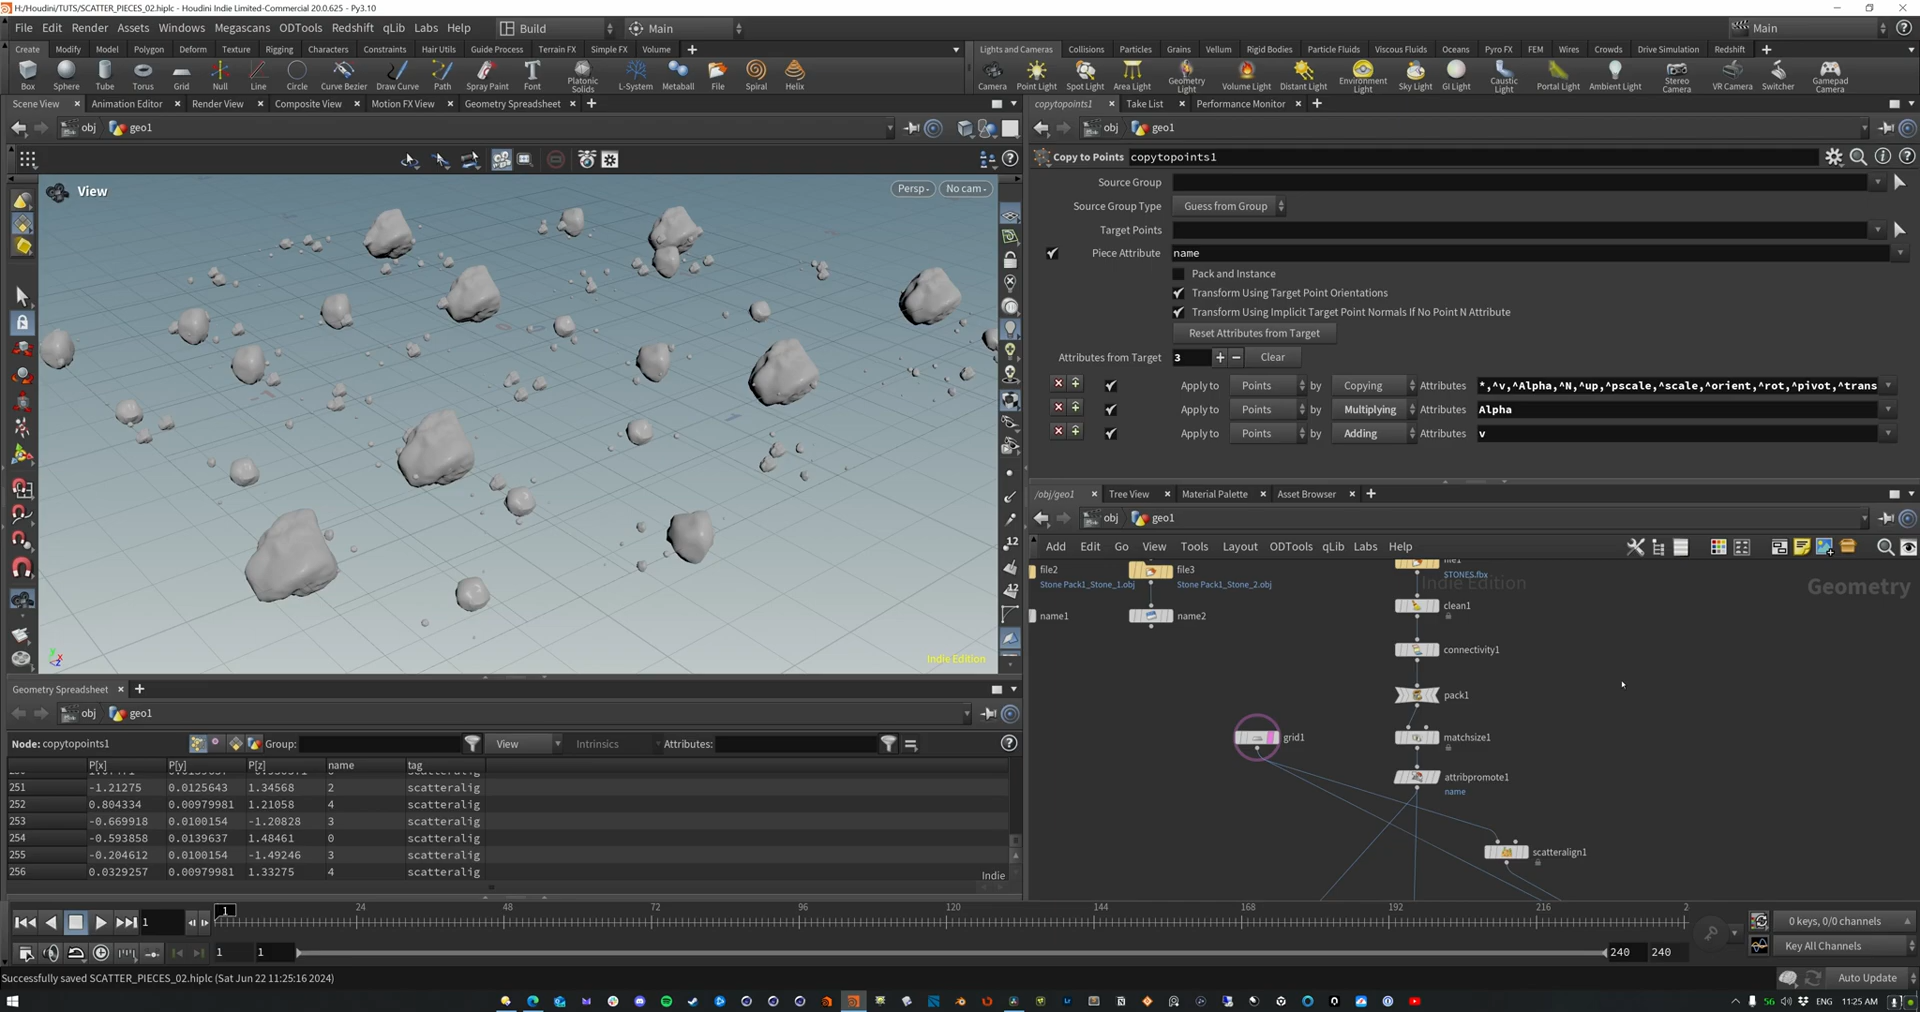 H:/Houdini/TUTS/SCATTER_PIECES_02.hiplc - Houdini Indie Limited-Commercial 20.0.625 - Py3.10
File Edit Render Assets Windows Megascans ODTools Redshift qLib Labs Help Build Main Main
Create Modify Model Polygon Deform Texture Rigging Characters Constraints Hair Utils Guide Process Terrain FX Simple FX Volume
Lights and Cameras Collisions Particles Grains Vellum Rigid Bodies Particle Fluids Viscous Fluids Oceans Pyro FX FEM Wires Crowds Drive Simulation Redshift
Box Sphere Tube Torus Grid Null Line Circle Curve Bezier Draw Curve Path Spray Paint Font Platonic Solids L-System Metaball File Spiral Helix
Camera Point Light Spot Light Area Light Geometry Light Volume Light Distant Light Environment Light Sky Light GI Light Caustic Light Portal Light Ambient Light Stereo Camera VR Camera Switcher Gamepad Camera
Scene View Animation Editor Render View Composite View Motion FX View Geometry Spreadsheet
copytopoints1 Take List Performance Monitor
obj geo1
obj geo1
Copy to Points copytopoints1
View Persp No cam
Source Group
Source Group Type Guess from Group
Target Points
Piece Attribute name
Pack and Instance
Transform Using Target Point Orientations
Transform Using Implicit Target Point Normals If No Point N Attribute
Reset Attributes from Target
Attributes from Target 3 + − Clear
Apply to Points by Copying Attributes *,^v,^Alpha,^N,^up,^pscale,^scale,^orient,^rot,^pivot,^trans
Apply to Points by Multiplying Attributes Alpha
Apply to Points by Adding Attributes v
/obj/geo1 Tree View Material Palette Asset Browser
obj geo1
Add Edit Go View Tools Layout ODTools qLib Labs Help
Indie Edition
Geometry
file2
Stone Pack1_Stone_1.obj
file3
Stone Pack1_Stone_2.obj
STONES.fbx
name1
name2
clean1
connectivity1
pack1
grid1
matchsize1
attribpromote1
name
scatteralign1
12
12
Indie Edition
Geometry Spreadsheet
obj geo1
Node: copytopoints1 Group: View Intrinsics Attributes:
P[x] P[y] P[z] name tag
251 -1.21275 0.0125643 1.34568 2 scatteralig
252 0.804334 0.00979981 1.21058 4 scatteralig
253 -0.669918 0.0100154 -1.20828 3 scatteralig
254 -0.593858 0.0139637 1.48461 0 scatteralig
255 -0.204612 0.0100154 -1.49246 3 scatteralig
256 0.0329257 0.00979981 1.33275 4 scatteralig
Indie
1 1 24 48 72 96 120 144 168 192 216 2
0 keys, 0/0 channels
1 1 240 240
Key All Channels
Successfully saved SCATTER_PIECES_02.hiplc (Sat Jun 22 11:25:16 2024)
Auto Update
56 ENG 11:25 AM